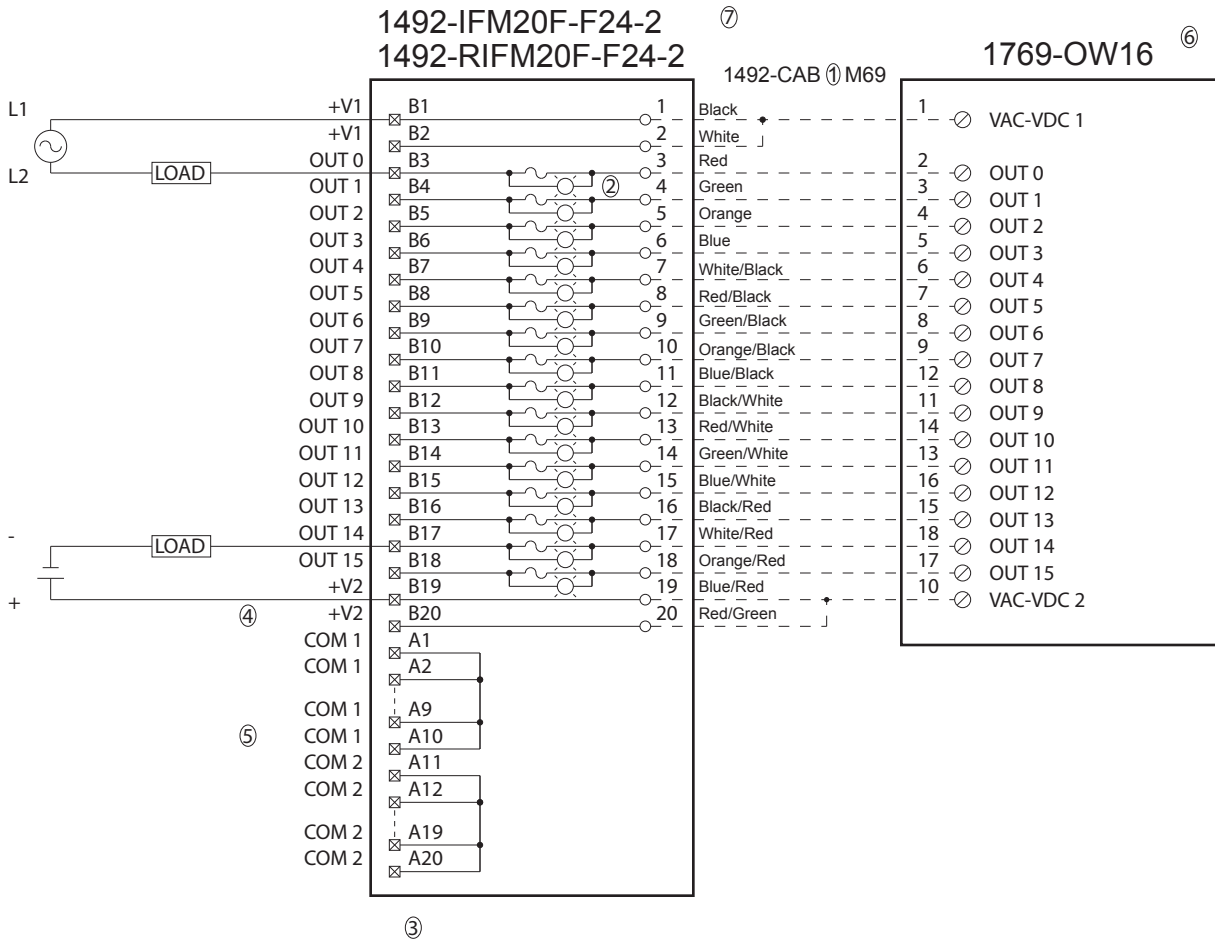 1492-IFM20F-F24-2 ⑦
1492-RIFM20F-F24-2
1769-OW16 ⑥
1492-CAB ① M69
L1 +V1 B1 1 Black 1 VAC-VDC 1
+V1 B2 2 White
L2 LOAD OUT 0 B3 3 Red 2 OUT 0
OUT 1 B4 ② 4 Green 3 OUT 1
OUT 2 B5 5 Orange 4 OUT 2
OUT 3 B6 6 Blue 5 OUT 3
OUT 4 B7 7 White/Black 6 OUT 4
OUT 5 B8 8 Red/Black 7 OUT 5
OUT 6 B9 9 Green/Black 8 OUT 6
OUT 7 B10 10 Orange/Black 9 OUT 7
OUT 8 B11 11 Blue/Black 12 OUT 8
OUT 9 B12 12 Black/White 11 OUT 9
OUT 10 B13 13 Red/White 14 OUT 10
OUT 11 B14 14 Green/White 13 OUT 11
OUT 12 B15 15 Blue/White 16 OUT 12
OUT 13 B16 16 Black/Red 15 OUT 13
- LOAD OUT 14 B17 17 White/Red 18 OUT 14
OUT 15 B18 18 Orange/Red 17 OUT 15
+ +V2 B19 19 Blue/Red 10 VAC-VDC 2
④ +V2 B20 20 Red/Green
COM 1 A1
COM 1 A2
COM 1 A9
⑤ COM 1 A10
COM 2 A11
COM 2 A12
COM 2 A19
COM 2 A20
③